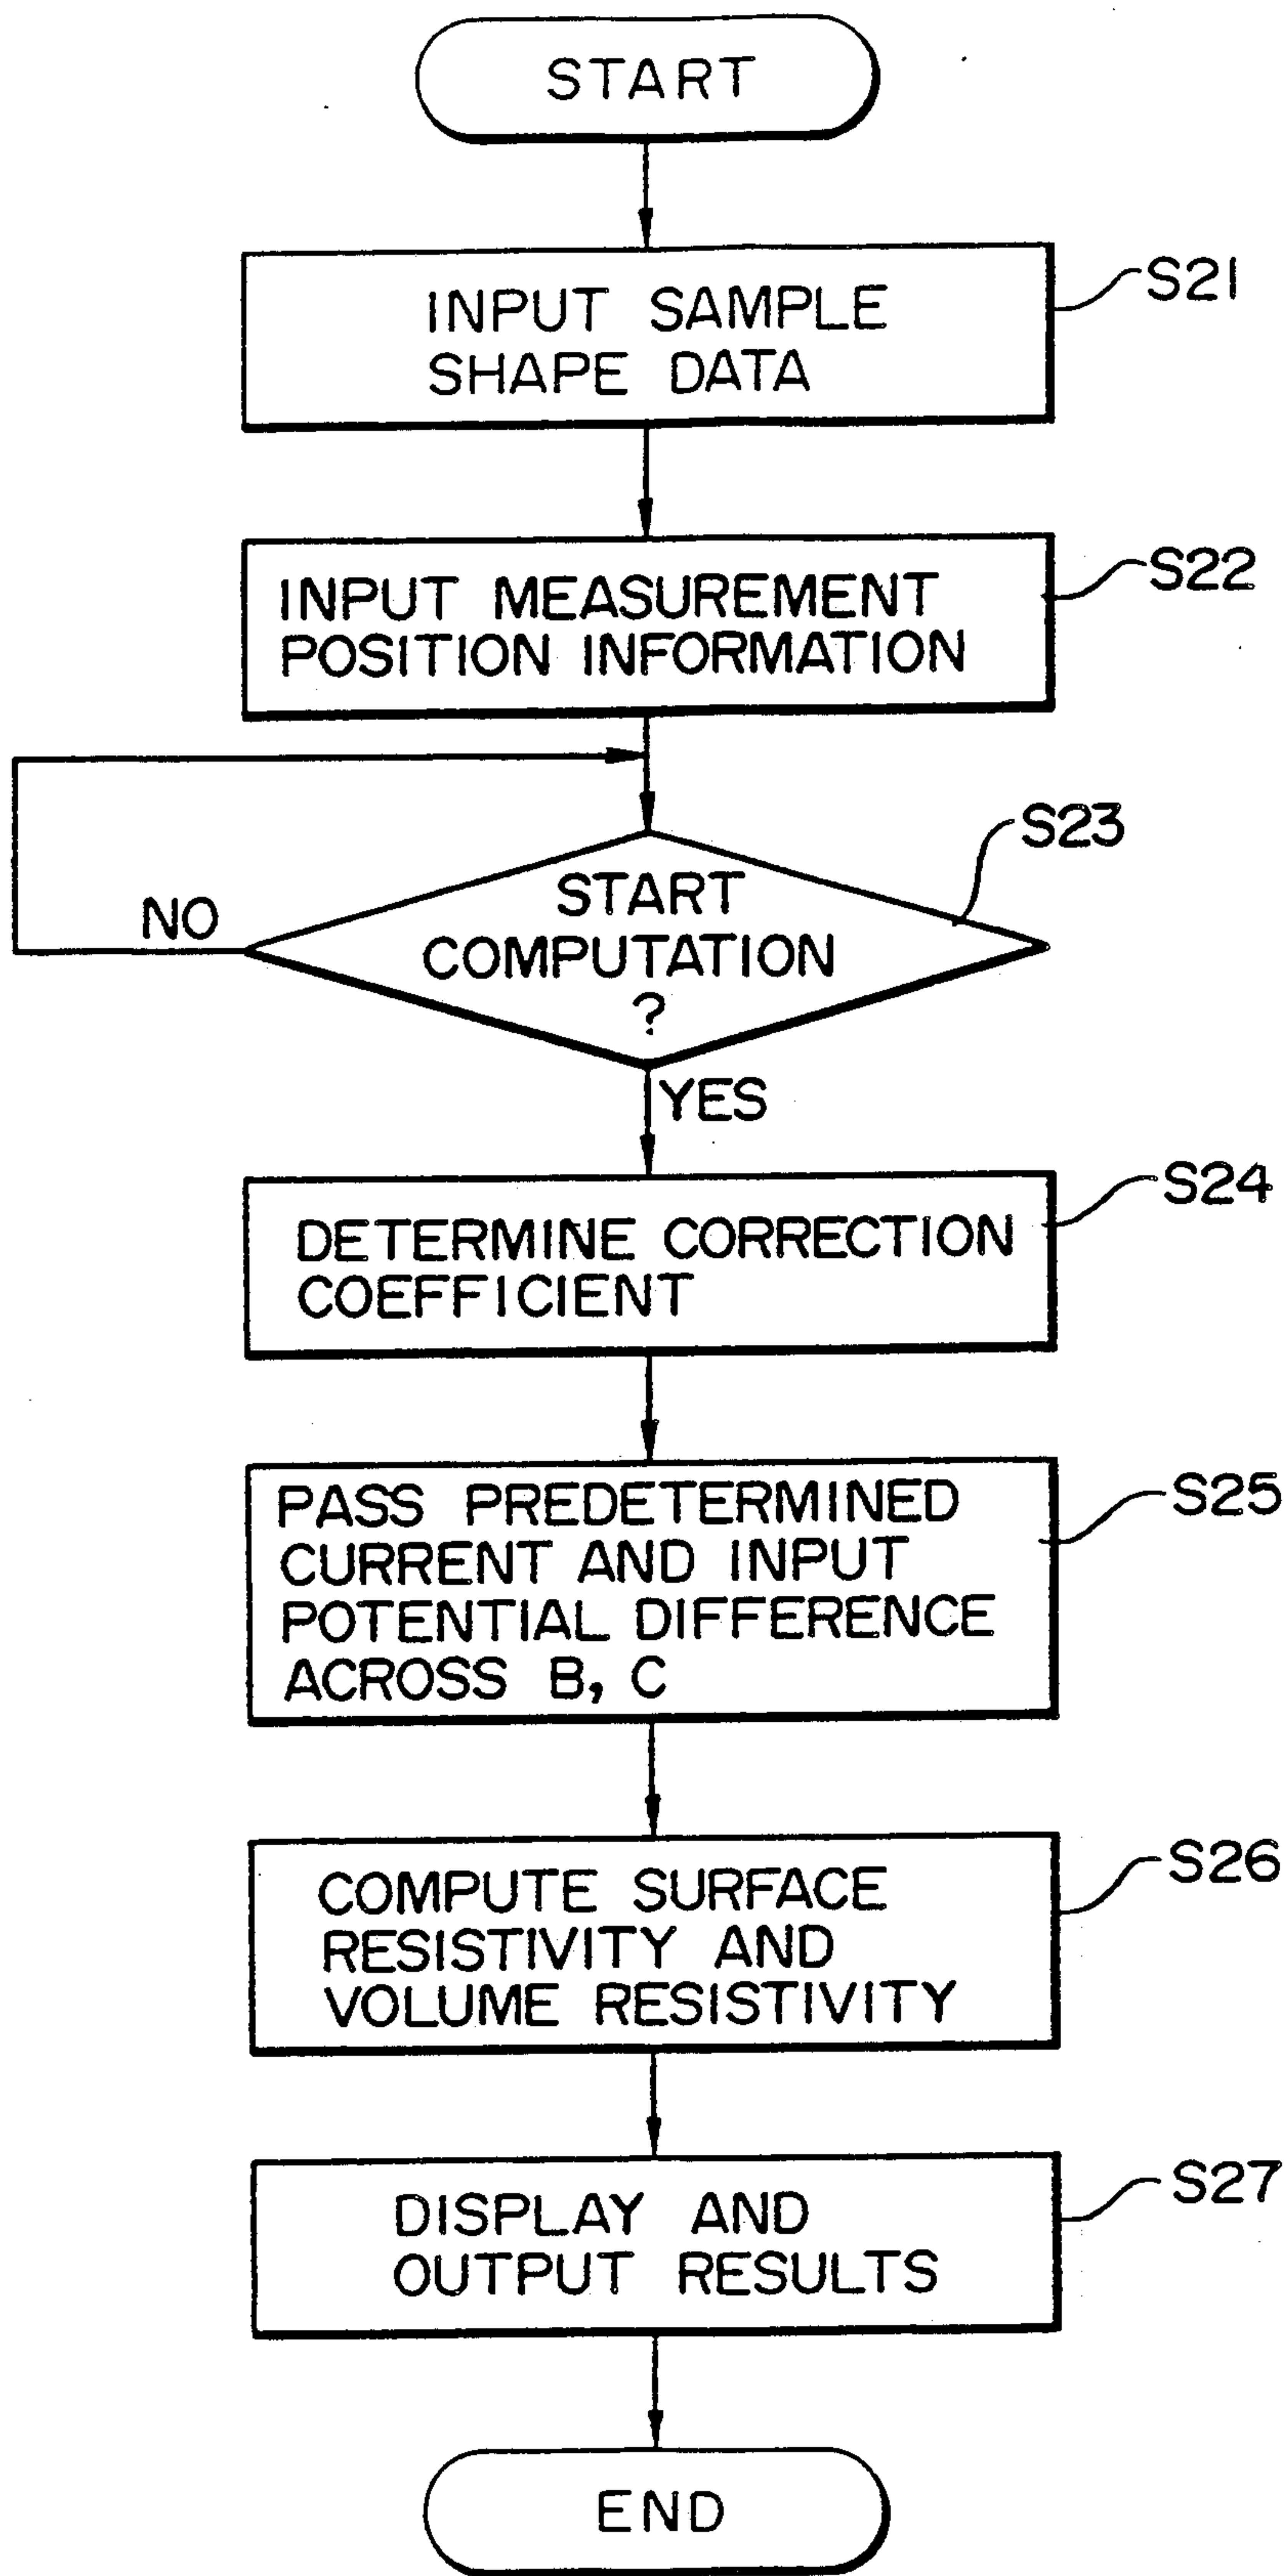 START
S21
INPUT SAMPLE
SHAPE DATA
S22
INPUT MEASUREMENT
POSITION INFORMATION
S23
START
COMPUTATION
?
NO
YES
S24
DETERMINE CORRECTION
COEFFICIENT
S25
PASS PREDETERMINED
CURRENT AND INPUT
POTENTIAL DIFFERENCE
ACROSS B, C
S26
COMPUTE SURFACE
RESISTIVITY AND
VOLUME RESISTIVITY
S27
DISPLAY AND
OUTPUT RESULTS
END